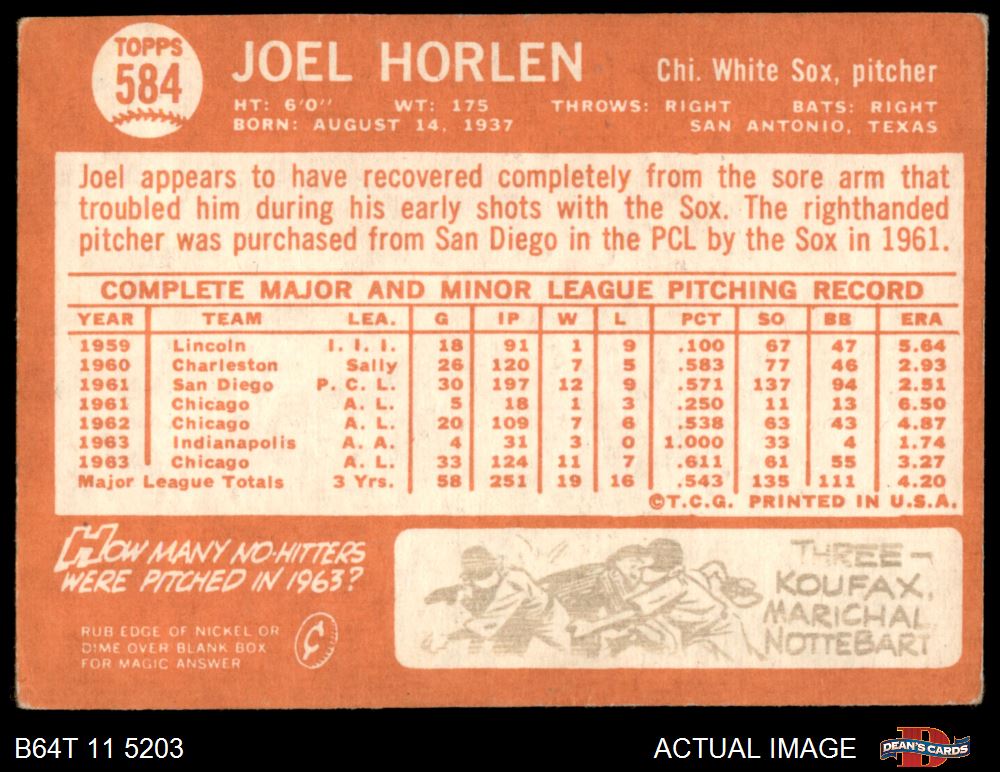 TOPPS
584
JOEL HORLEN
Chi. White Sox, pitcher
HT: 6'0" WT: 175 THROWS: RIGHT BATS: RIGHT
BORN: AUGUST 14, 1937 SAN ANTONIO, TEXAS
Joel appears to have recovered completely from the sore arm that
troubled him during his early shots with the Sox. The righthanded
pitcher was purchased from San Diego in the PCL by the Sox in 1961.
COMPLETE MAJOR AND MINOR LEAGUE PITCHING RECORD
YEAR TEAM LEA. G IP W L PCT SO BB ERA
1959 Lincoln I. I. I. 18 91 1 9 .100 67 47 5.64
1960 Charleston Sally 26 120 7 5 .583 77 46 2.93
1961 San Diego P. C. L. 30 197 12 9 .571 137 94 2.51
1961 Chicago A. L. 5 18 1 3 .250 11 13 6.50
1962 Chicago A. L. 20 109 7 6 .538 63 43 4.87
1963 Indianapolis A. A. 4 31 3 0 1.000 33 4 1.74
1963 Chicago A. L. 33 124 11 7 .611 61 55 3.27
Major League Totals 3 Yrs. 58 251 19 16 .543 135 111 4.20
©T.C.G. PRINTED IN U.S.A.
HOW MANY NO-HITTERS
WERE PITCHED IN 1963?
RUB EDGE OF NICKEL OR
DIME OVER BLANK BOX
FOR MAGIC ANSWER
THREE—
KOUFAX,
MARICHAL
NOTTEBART
B64T 11 5203
ACTUAL IMAGE
D
DEAN'S CARDS